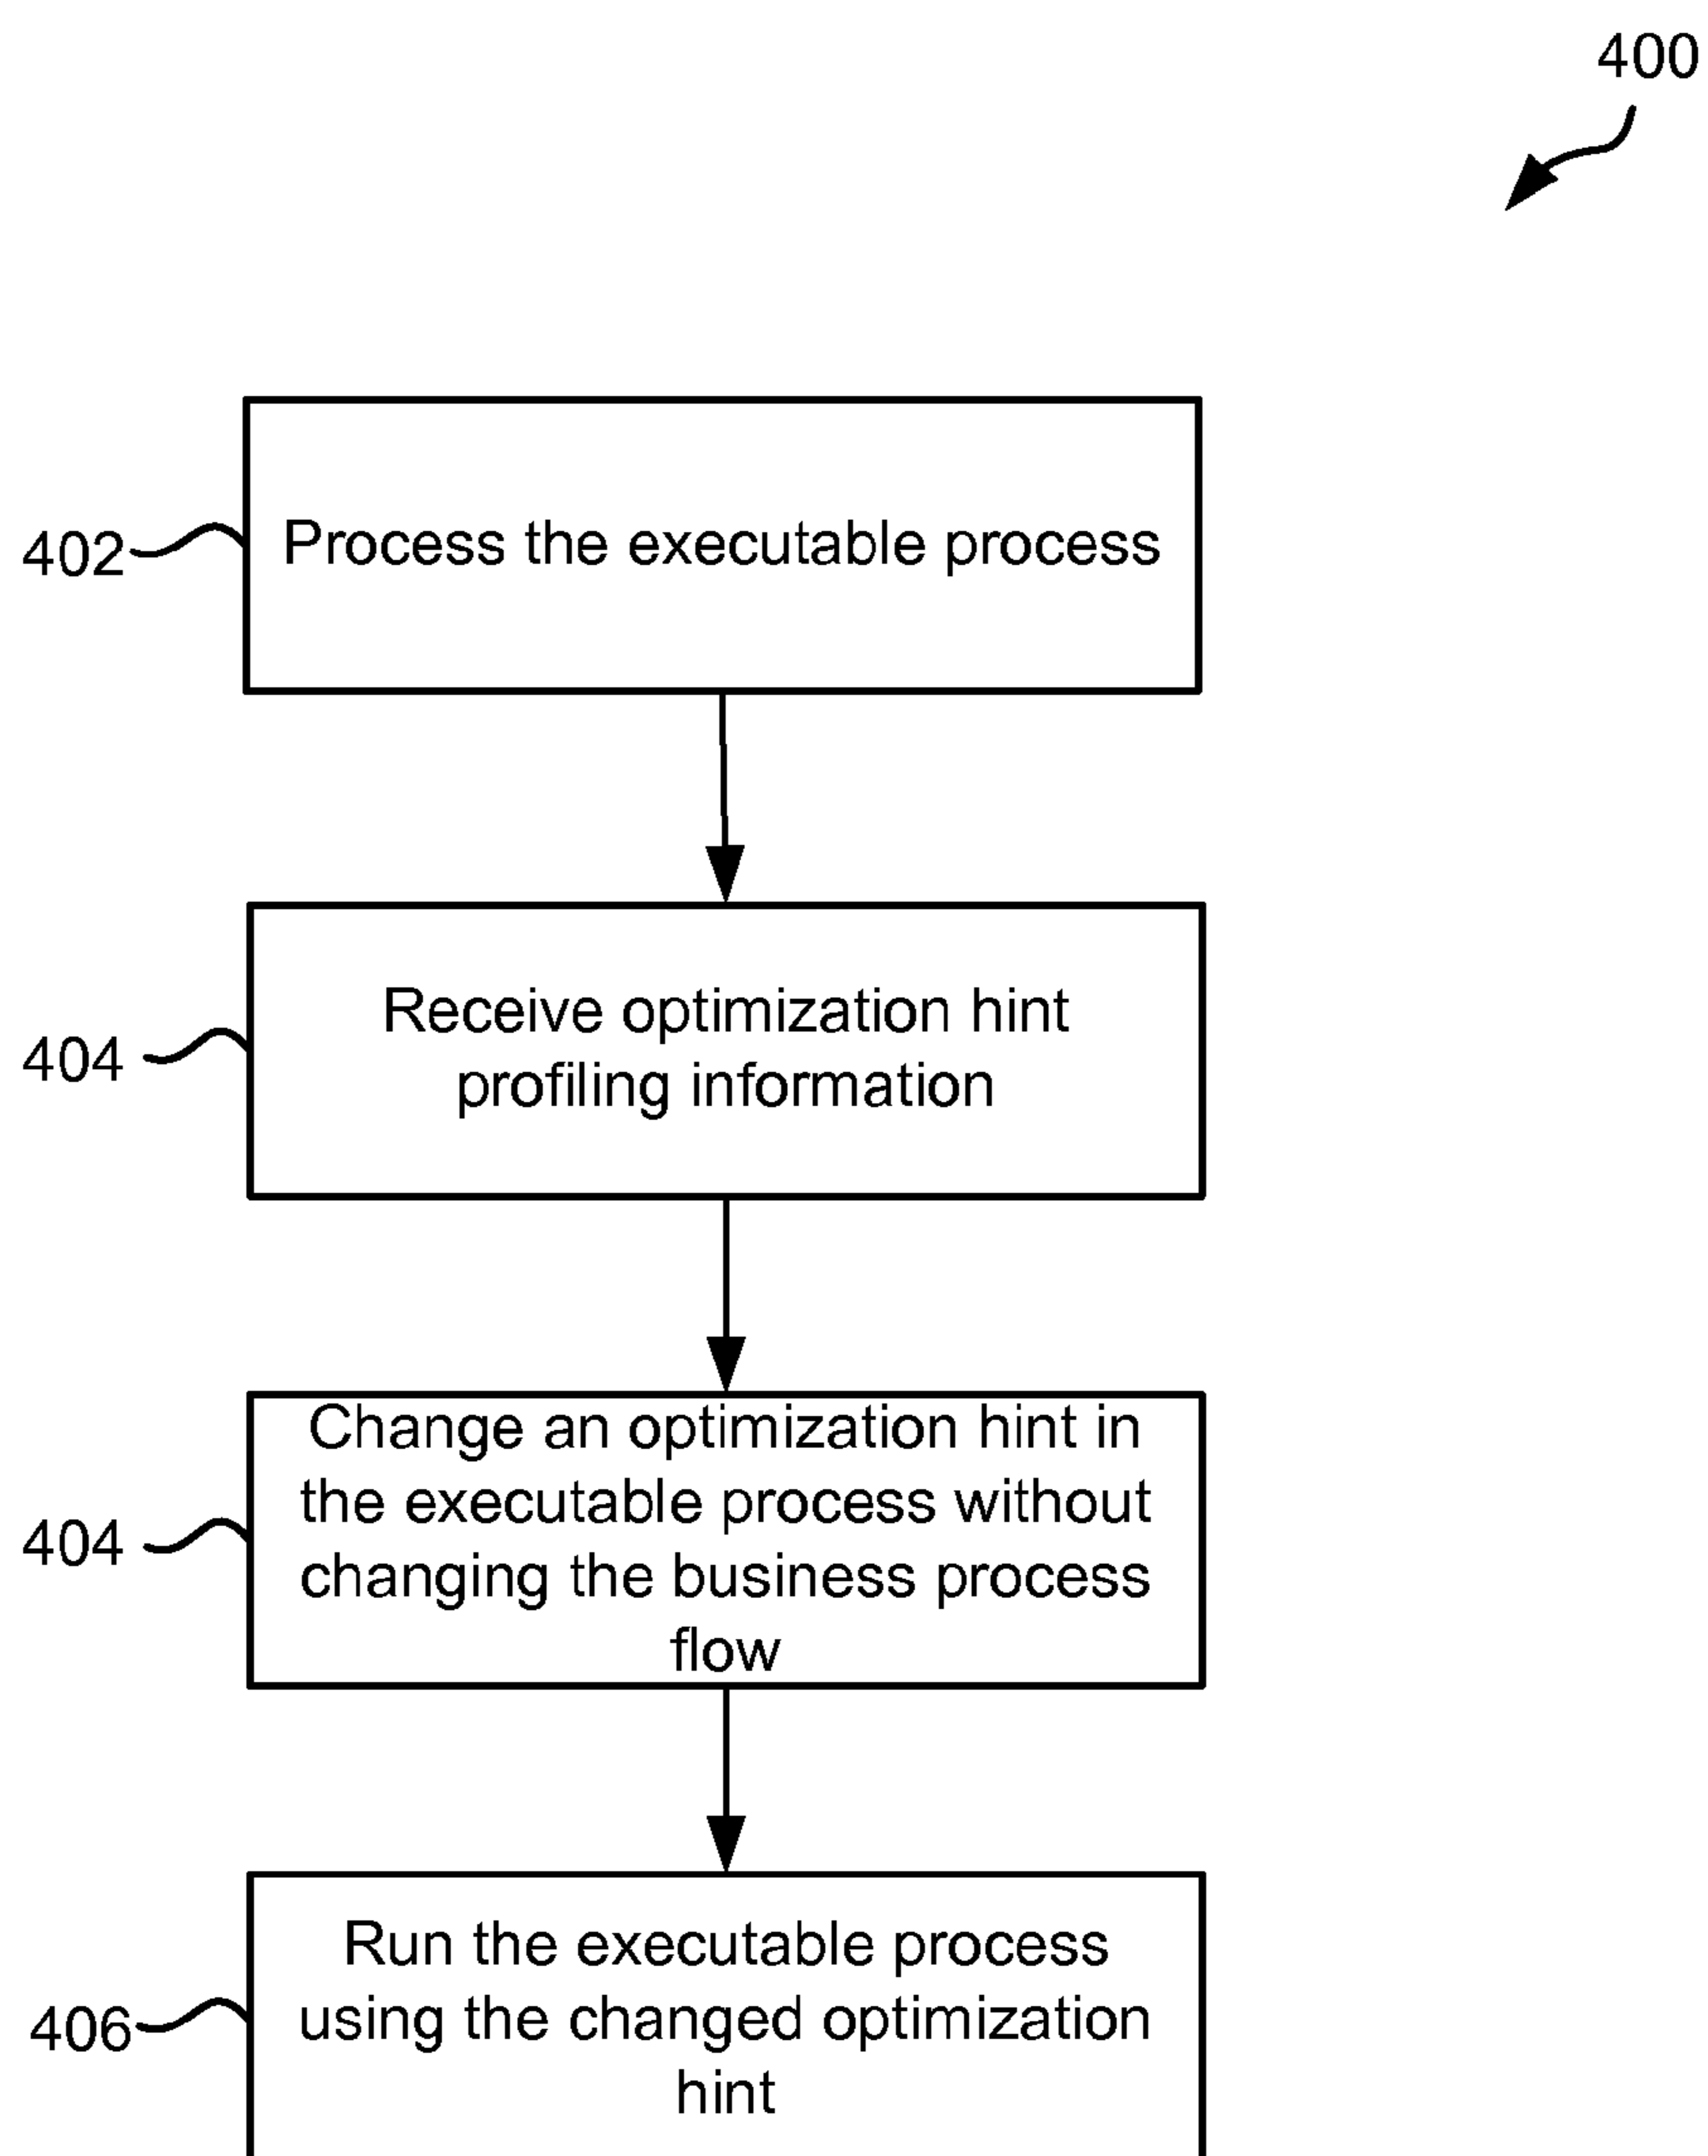 400
402
Process the executable process
404
Receive optimization hint
profiling information
404
Change an optimization hint in
the executable process without
changing the business process
flow
406
Run the executable process
using the changed optimization
hint